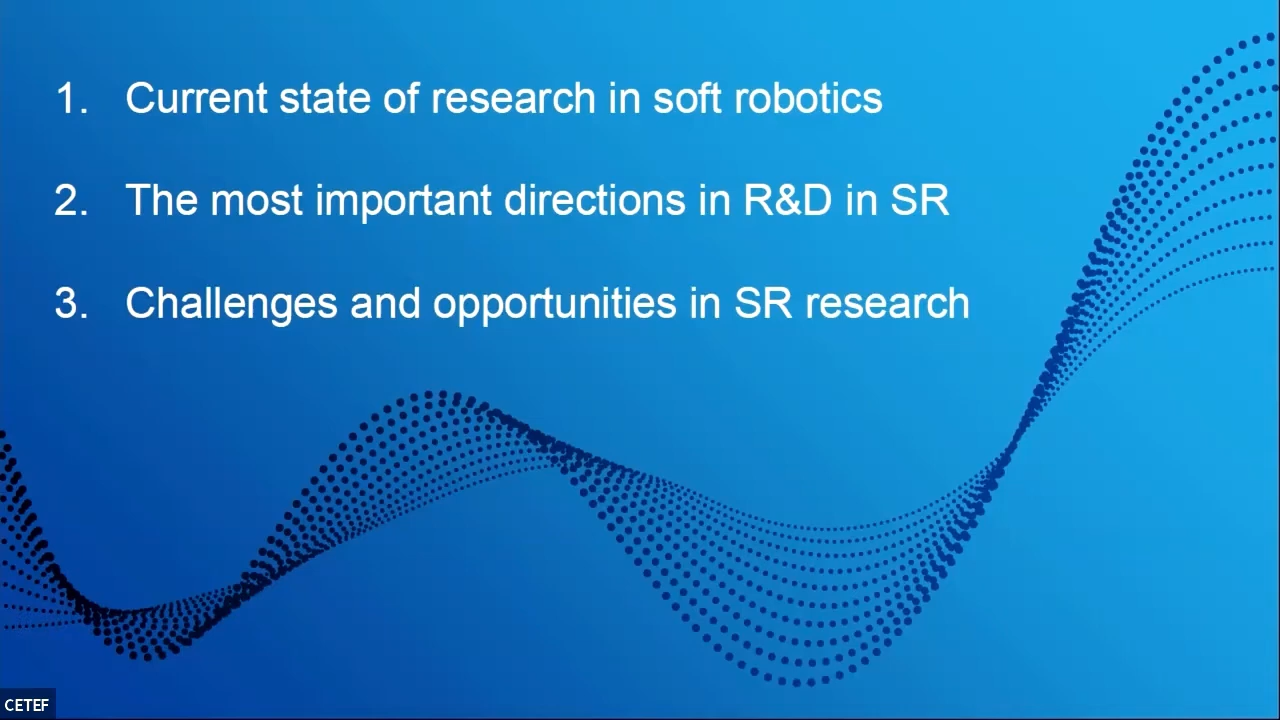 1. Current state of research in soft robotics
2. The most important directions in R&D in SR
3. Challenges and opportunities in SR research
CETEF